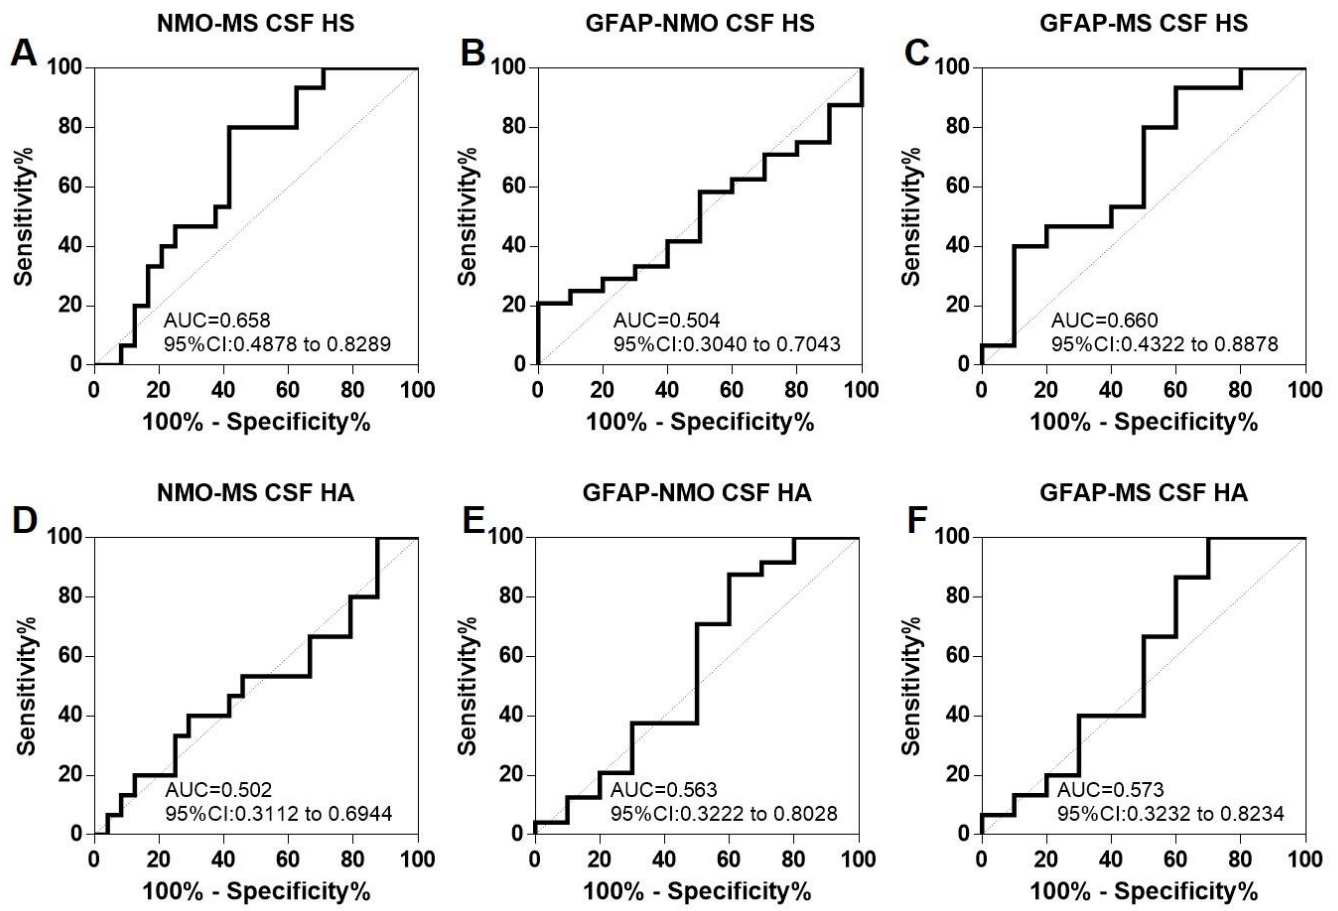 NMO-MS CSF HS
A
100
80
60
40
20
0
Sensitivity%
AUC=0.658
95%CI:0.4878 to 0.8289
0 20 40 60 80 100
100% - Specificity%
GFAP-NMO CSF HS
B
100
80
60
40
20
0
Sensitivity%
AUC=0.504
95%CI:0.3040 to 0.7043
0 20 40 60 80 100
100% - Specificity%
GFAP-MS CSF HS
C
100
80
60
40
20
0
Sensitivity%
AUC=0.660
95%CI:0.4322 to 0.8878
0 20 40 60 80 100
100% - Specificity%
NMO-MS CSF HA
D
100
80
60
40
20
0
Sensitivity%
AUC=0.502
95%CI:0.3112 to 0.6944
0 20 40 60 80 100
100% - Specificity%
GFAP-NMO CSF HA
E
100
80
60
40
20
0
Sensitivity%
AUC=0.563
95%CI:0.3222 to 0.8028
0 20 40 60 80 100
100% - Specificity%
GFAP-MS CSF HA
F
100
80
60
40
20
0
Sensitivity%
AUC=0.573
95%CI:0.3232 to 0.8234
0 20 40 60 80 100
100% - Specificity%